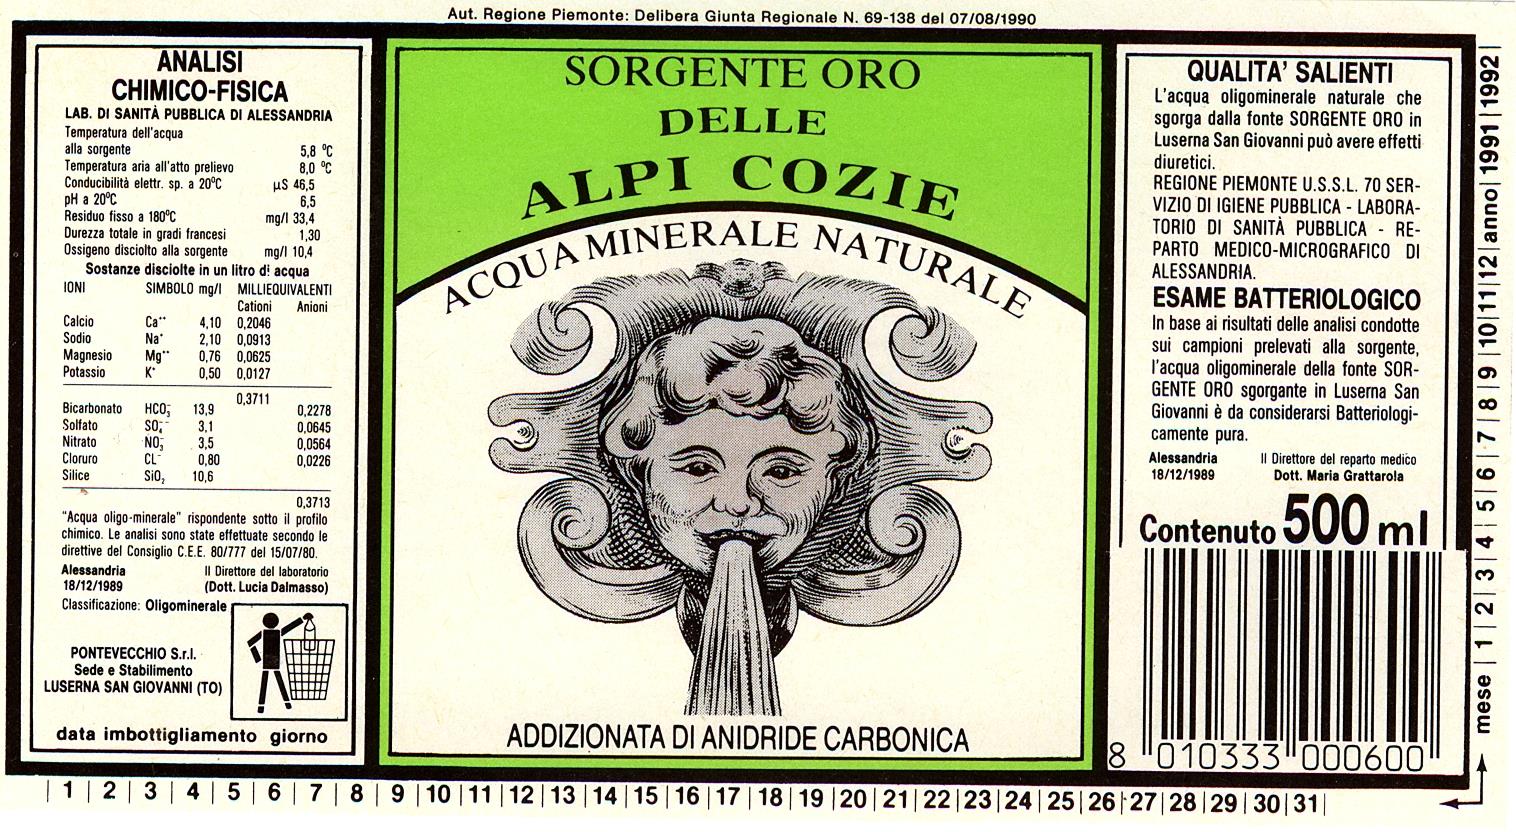 Aut. Regione Piemonte: Delibera Giunta Regionale N. 69-138 del 07/08/1990
ANALISI
CHIMICO-FISICA
LAB. DI SANITÀ PUBBLICA DI ALESSANDRIA
Temperatura dell'acqua
alla sorgente 5,8 °C
Temperatura aria all'atto prelievo 8,0 °C
Conducibilità elettr. sp. a 20°C µS 46,5
pH a 20°C 6,5
Residuo fisso a 180°C mg/l 33,4
Durezza totale in gradi francesi 1,30
Ossigeno disciolto alla sorgente mg/l 10,4
Sostanze disciolte in un litro di acqua
IONI SIMBOLO mg/l MILLIEQUIVALENTI
Cationi Anioni
Calcio Ca⁺⁺ 4,10 0,2046
Sodio Na⁺ 2,10 0,0913
Magnesio Mg⁺⁺ 0,76 0,0625
Potassio K⁺ 0,50 0,0127
0,3711
Bicarbonato HCO₃⁻ 13,9 0,2278
Solfato SO₄⁻⁻ 3,1 0,0645
Nitrato NO₃⁻ 3,5 0,0564
Cloruro CL⁻ 0,80 0,0226
Silice SiO₂ 10,6
0,3713
"Acqua oligo-minerale" rispondente sotto il profilo
chimico. Le analisi sono state effettuate secondo le
direttive del Consiglio C.E.E. 80/777 del 15/07/80.
Alessandria Il Direttore del laboratorio
18/12/1989 (Dott. Lucia Dalmasso)
Classificazione: Oligominerale
PONTEVECCHIO S.r.l.
Sede e Stabilimento
LUSERNA SAN GIOVANNI (TO)
data imbottigliamento giorno
SORGENTE ORO
DELLE
ALPI COZIE
ACQUA MINERALE NATURALE
ADDIZIONATA DI ANIDRIDE CARBONICA
QUALITA' SALIENTI
L'acqua oligominerale naturale che
sgorga dalla fonte SORGENTE ORO in
Luserna San Giovanni può avere effetti
diuretici.
REGIONE PIEMONTE U.S.S.L. 70 SER-
VIZIO DI IGIENE PUBBLICA - LABORA-
TORIO DI SANITÀ PUBBLICA - RE-
PARTO MEDICO-MICROGRAFICO DI
ALESSANDRIA.
ESAME BATTERIOLOGICO
In base ai risultati delle analisi condotte
sui campioni prelevati alla sorgente,
l'acqua oligominerale della fonte SOR-
GENTE ORO sgorgante in Luserna San
Giovanni è da considerarsi Batteriologi-
camente pura.
Alessandria Il Direttore del reparto medico
18/12/1989 Dott. Maria Grattarola
Contenuto 500 ml
8 010333 000600
mese | 1 | 2 | 3 | 4 | 5 | 6 | 7 | 8 | 9 | 10 | 11 | 12 | anno | 1991 | 1992 |
| 1 | 2 | 3 | 4 | 5 | 6 | 7 | 8 | 9 | 10 | 11 | 12 | 13 | 14 | 15 | 16 | 17 | 18 | 19 | 20 | 21 | 22 | 23 | 24 | 25 | 26 | 27 | 28 | 29 | 30 | 31 |